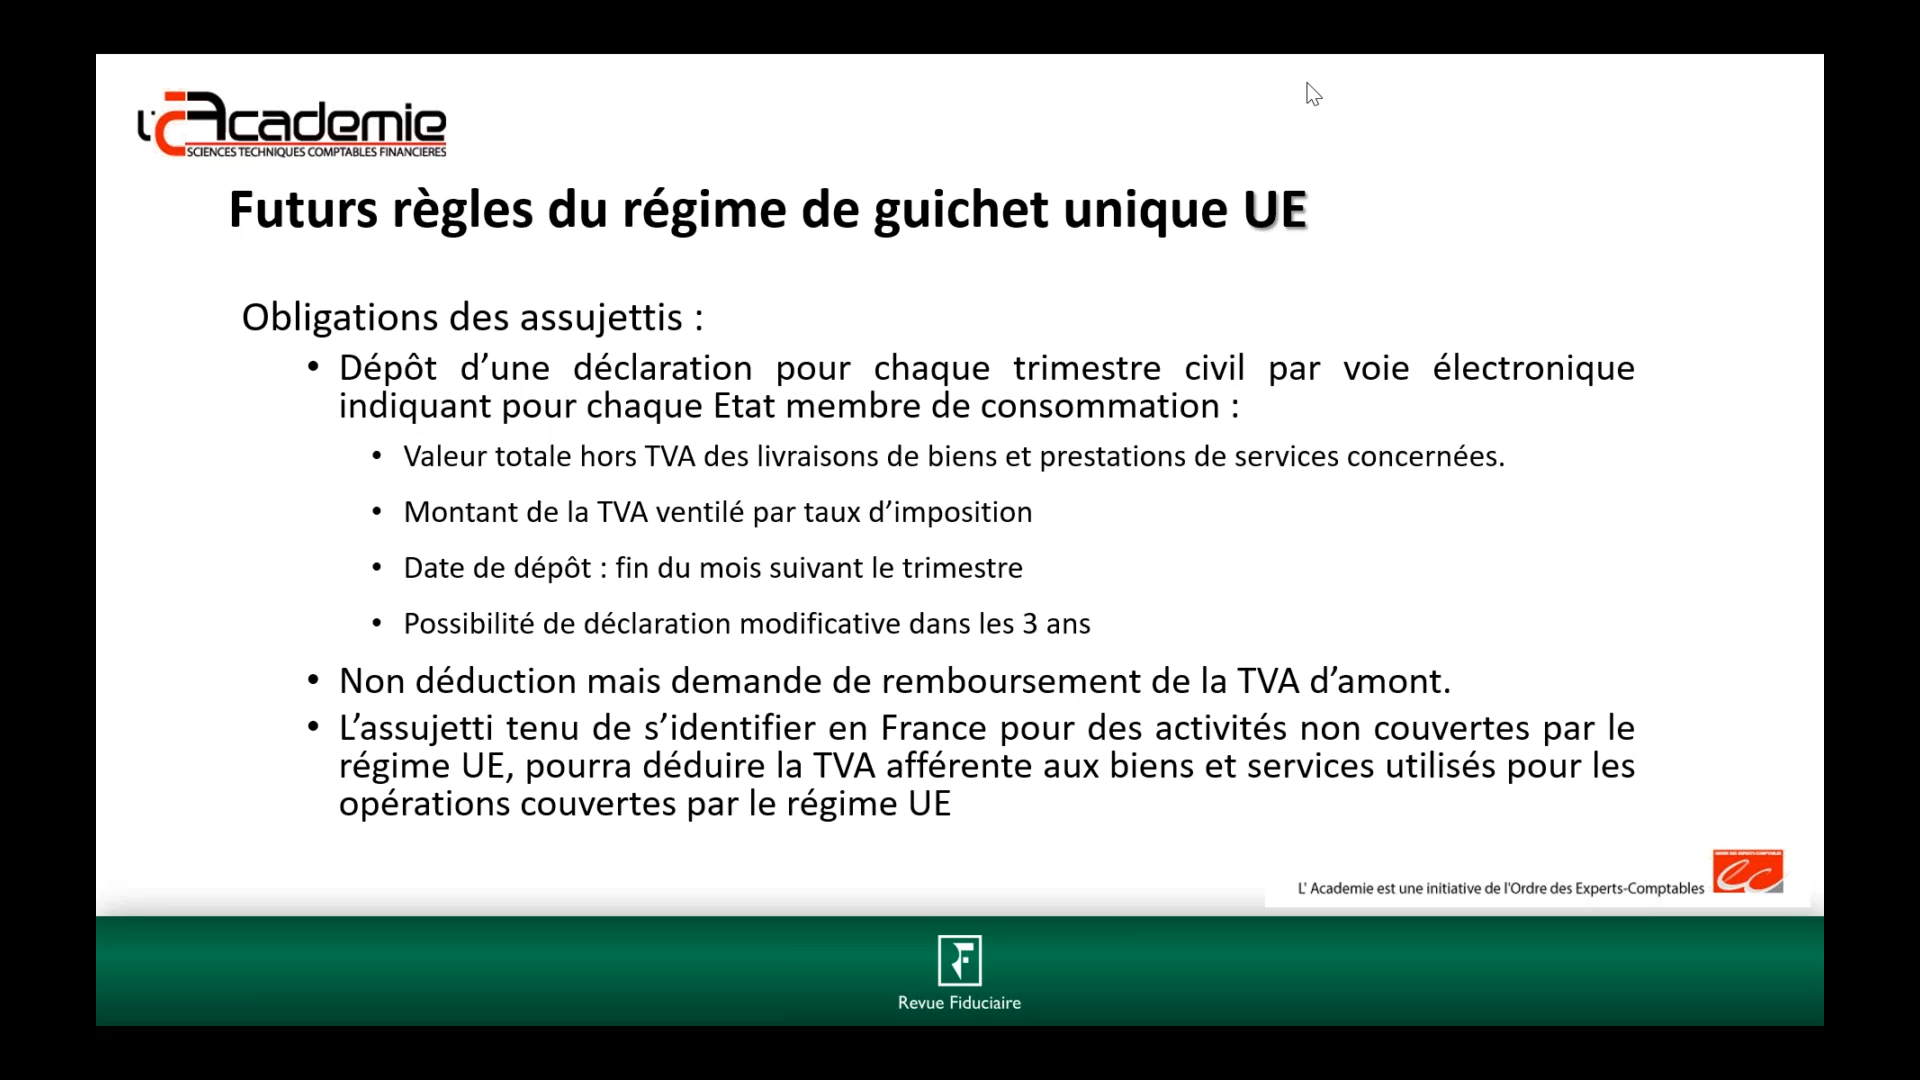 L'Academie
SCIENCES TECHNIQUES COMPTABLES FINANCIERES
Futurs règles du régime de guichet unique UE
Obligations des assujettis :
• Dépôt d’une déclaration pour chaque trimestre civil par voie électronique
indiquant pour chaque Etat membre de consommation :
• Valeur totale hors TVA des livraisons de biens et prestations de services concernées.
• Montant de la TVA ventilé par taux d’imposition
• Date de dépôt : fin du mois suivant le trimestre
• Possibilité de déclaration modificative dans les 3 ans
• Non déduction mais demande de remboursement de la TVA d’amont.
• L’assujetti tenu de s’identifier en France pour des activités non couvertes par le
régime UE, pourra déduire la TVA afférente aux biens et services utilisés pour les
opérations couvertes par le régime UE
L' Academie est une initiative de l'Ordre des Experts-Comptables
ec
RF
Revue Fiduciaire